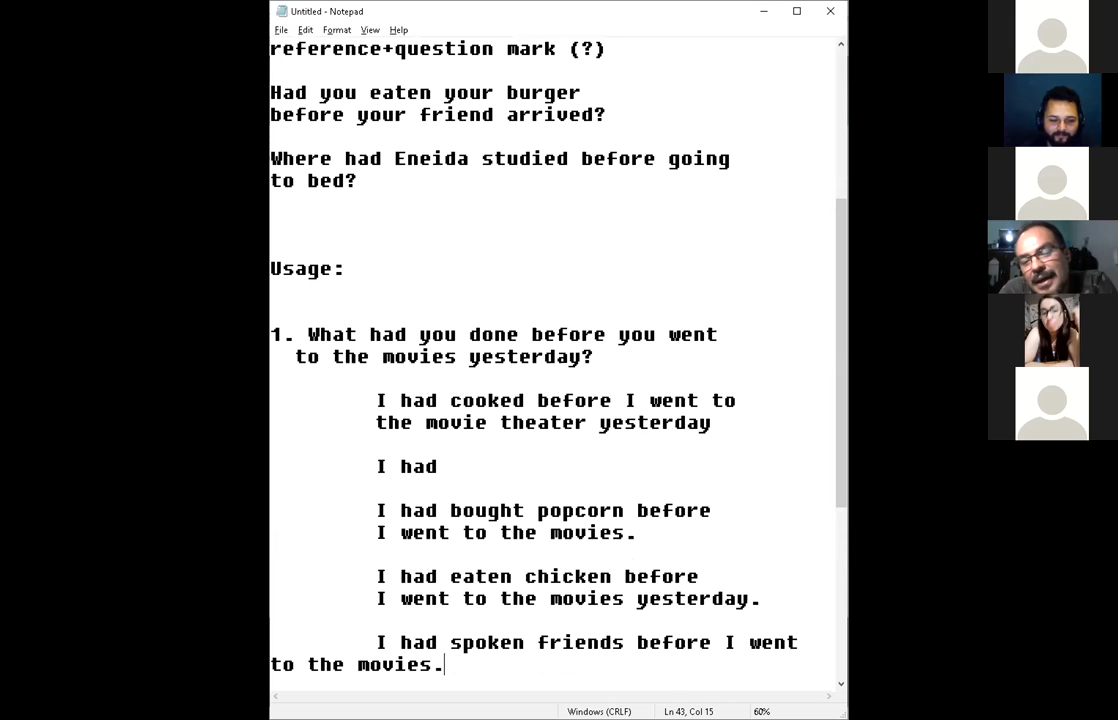 Untitled - Notepad
File Edit Format View Help
reference+question mark (?)
Had you eaten your burger
before your friend arrived?
Where had Eneida studied before going
to bed?
Usage:
1. What had you done before you went
to the movies yesterday?
I had cooked before I went to
the movie theater yesterday
I had
I had bought popcorn before
I went to the movies.
I had eaten chicken before
I went to the movies yesterday.
I had spoken friends before I went
to the movies.
Windows (CRLF) Ln 43, Col 15 60%